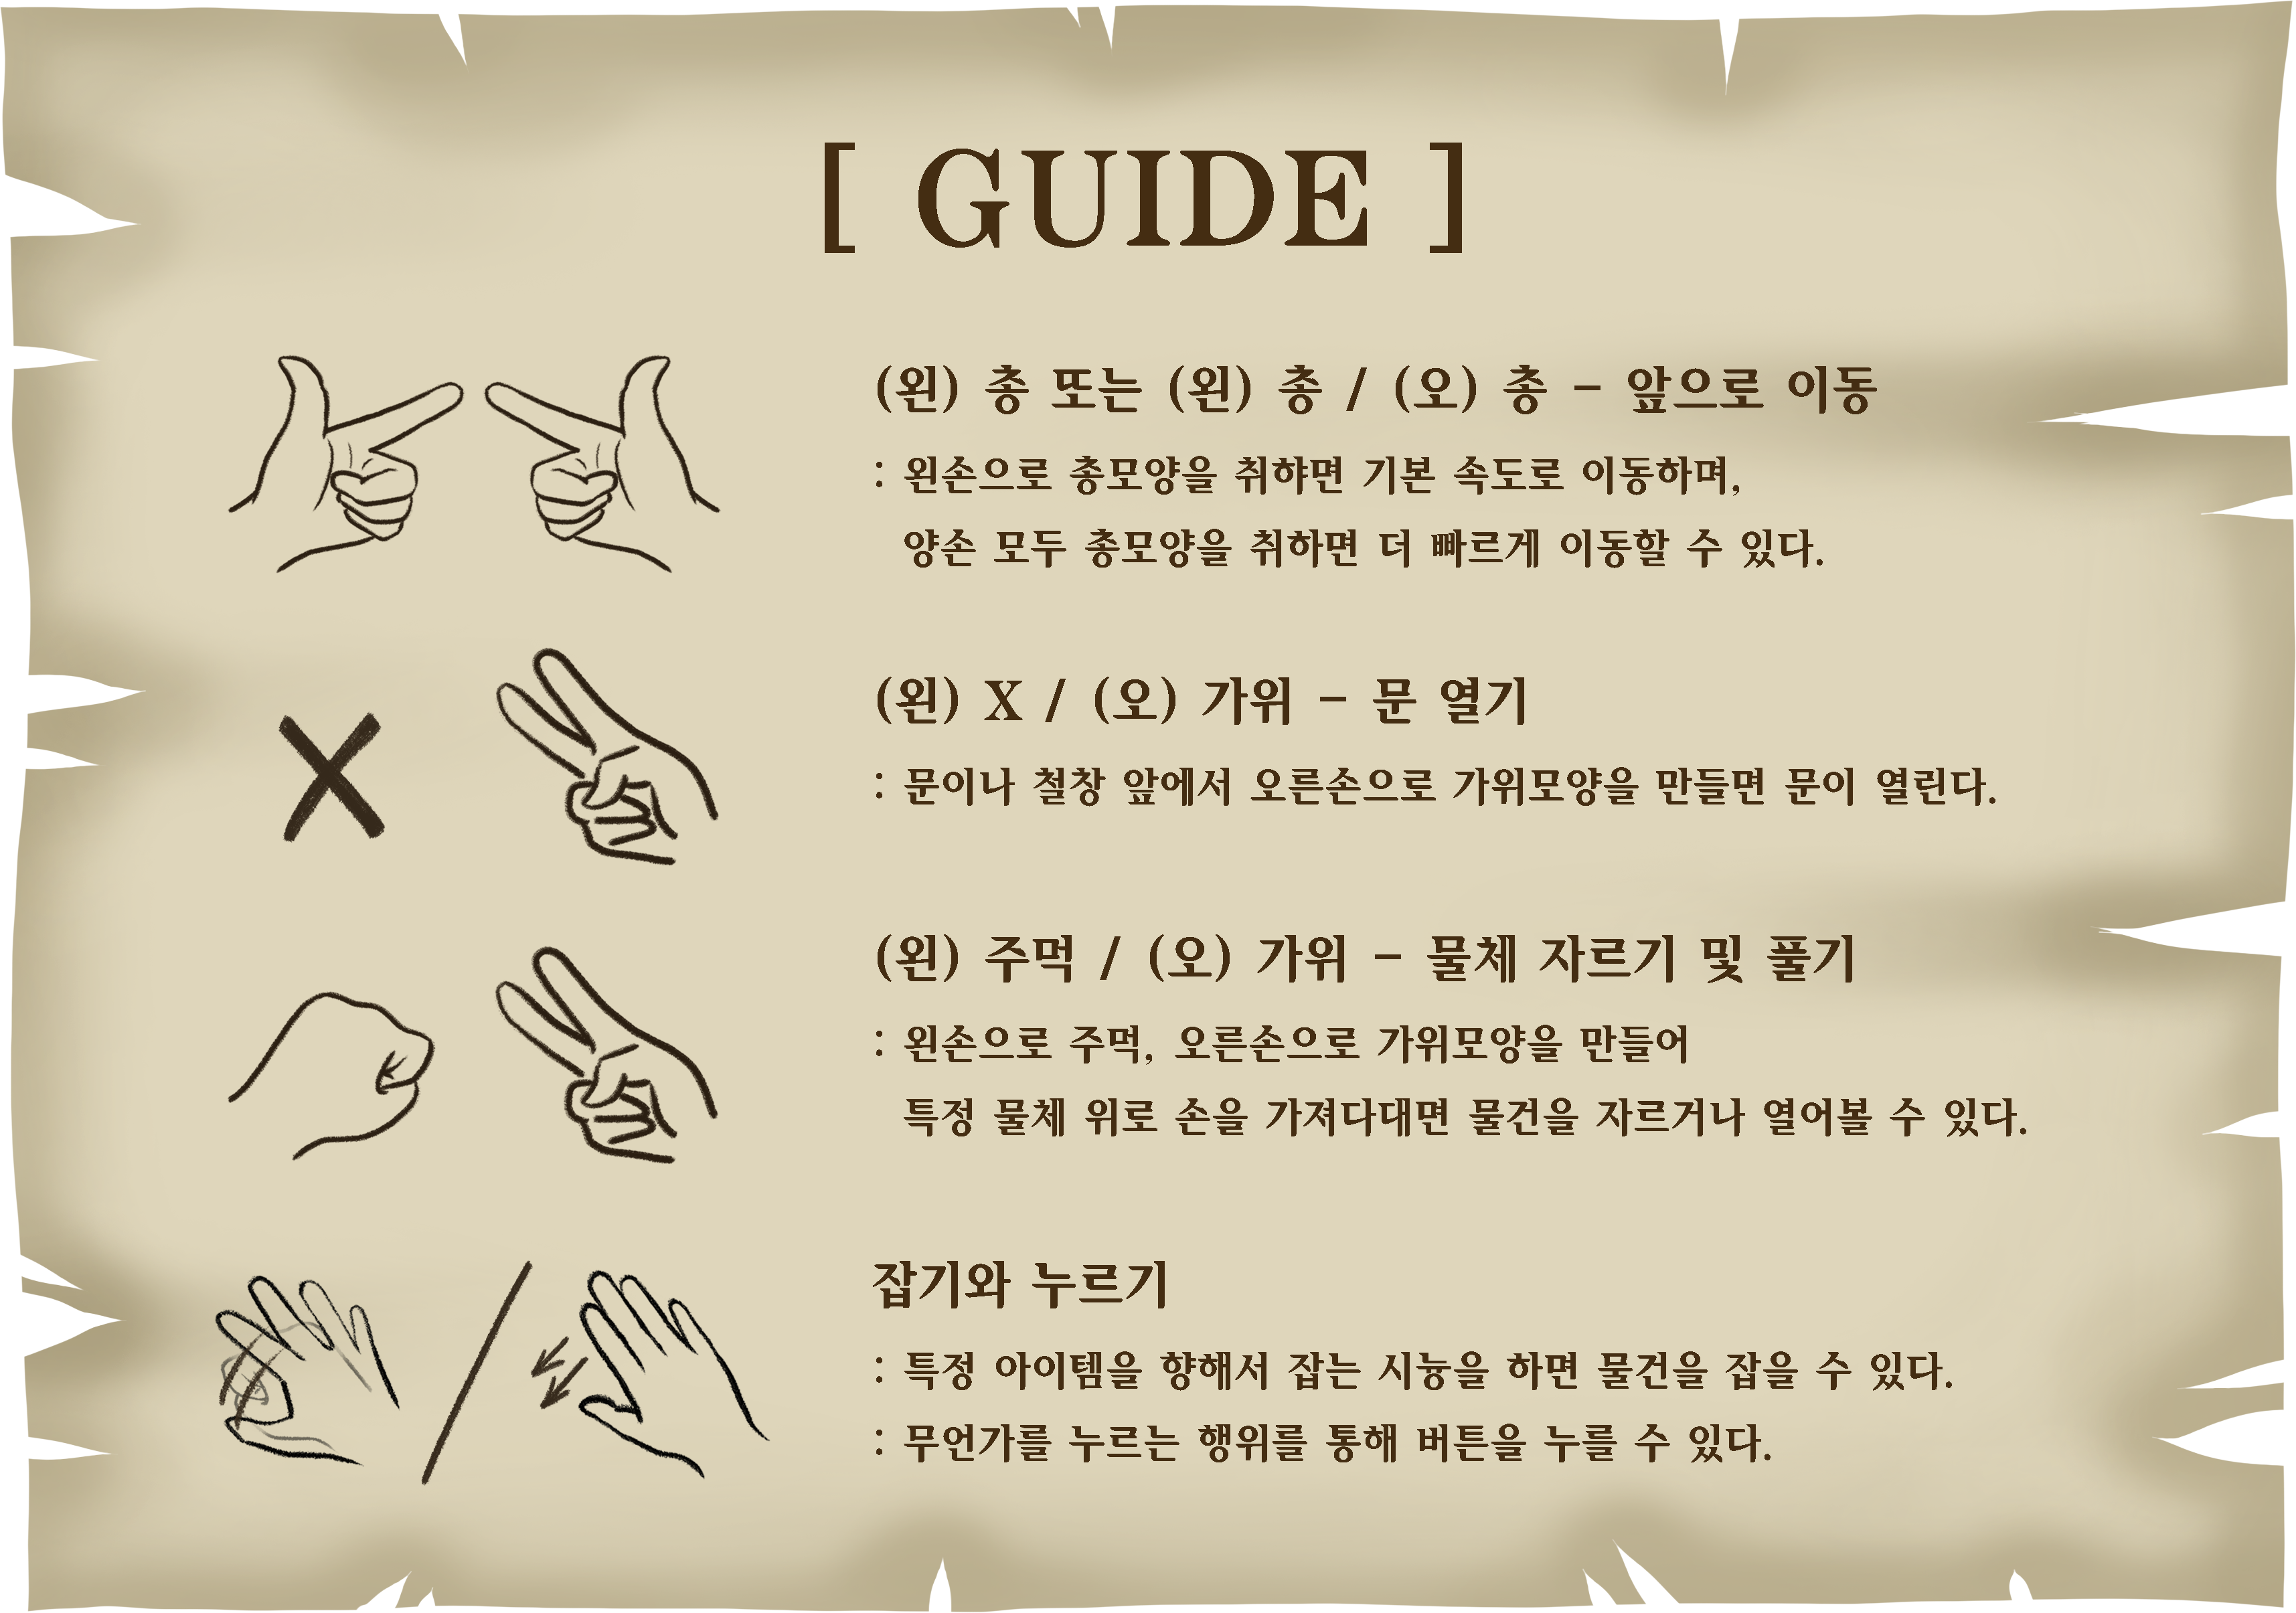 [ GUIDE ]
(왼) 총 또는 (왼) 총 / (오) 총 - 앞으로 이동
: 왼손으로 총모양을 취햐면 기본 속도로 이동하며,
양손 모두 총모양을 취하면 더 빠르게 이동할 수 있다.
(왼) X / (오) 가위 - 문 열기
: 문이나 철창 앞에서 오른손으로 가위모양을 만들면 문이 열린다.
(왼) 주먹 / (오) 가위 - 물체 자르기 및 풀기
: 왼손으로 주먹, 오른손으로 가위모양을 만들어
특정 물체 위로 손을 가져다대면 물건을 자르거나 열어볼 수 있다.
잡기와 누르기
: 특정 아이템을 향해서 잡는 시늉을 하면 물건을 잡을 수 있다.
: 무언가를 누르는 행위를 통해 버튼을 누를 수 있다.